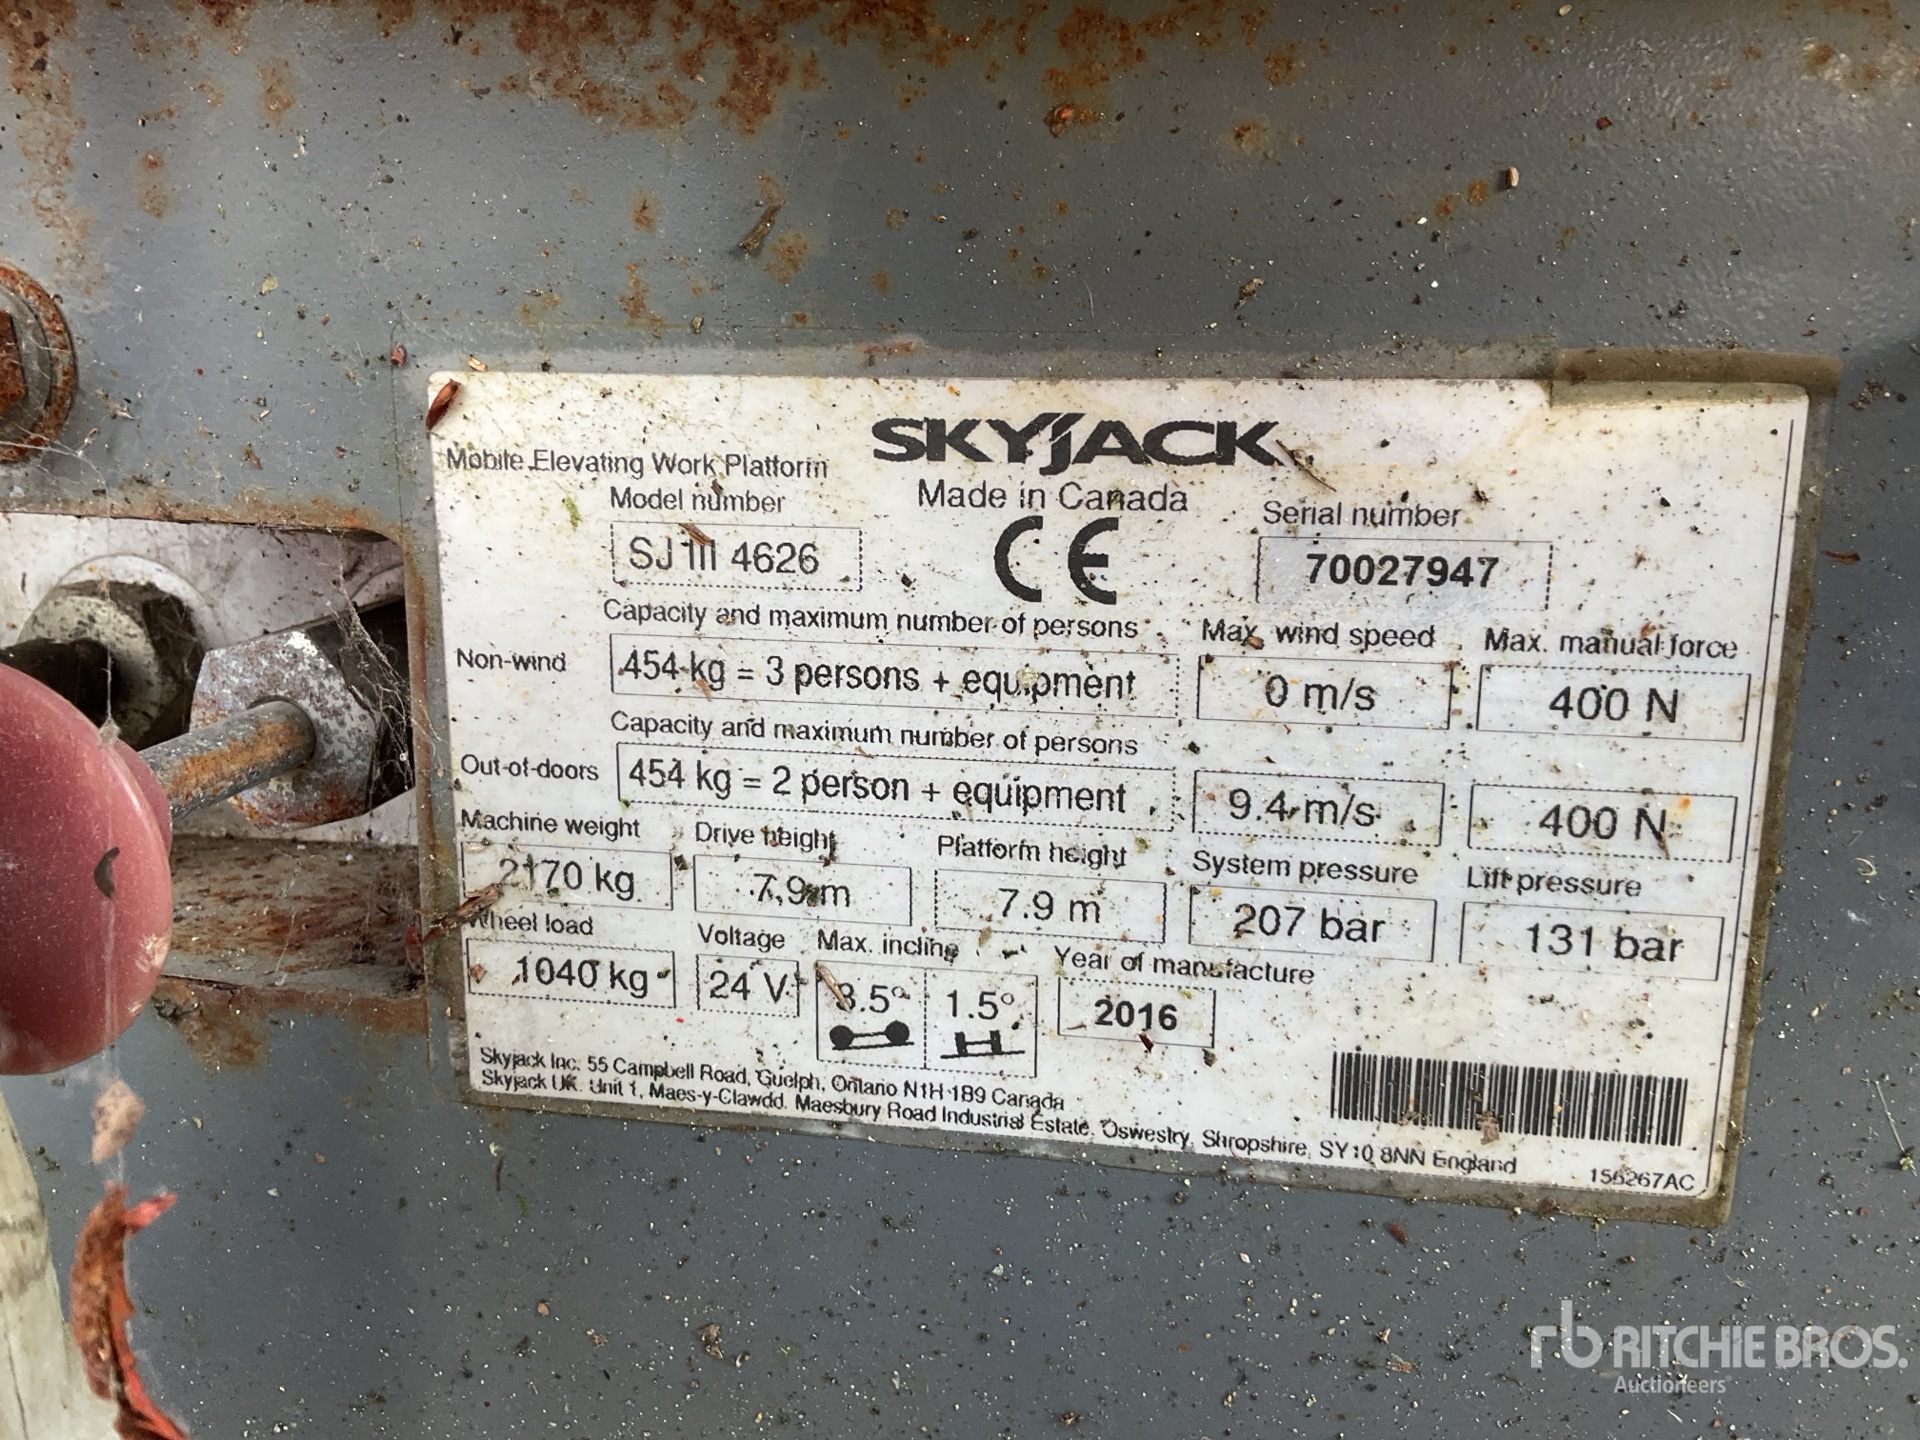 SKYJACK
Mobile Elevating Work Platform
Made in Canada
Model number
Serial number
SJ III 4626
CE
70027947
Capacity and maximum number of persons
Max. wind speed
Max. manual force
Non-wind
454 kg = 3 persons + equipment
0 m/s
400 N
Capacity and maximum number of persons
Out-of-doors
454 kg = 2 person + equipment
9.4 m/s
400 N
Machine weight
Drive height
Platform height
System pressure
Lift pressure
2170 kg
7.9 m
7.9 m
207 bar
131 bar
Wheel load
Voltage
Max. incline
Year of manufacture
1040 kg
24 V
3.5°
1.5°
2016
Skyjack Inc. 55 Campbell Road, Guelph, Ontario N1H 1B9 Canada
Skyjack UK. Unit 1, Maes-y-Clawdd, Maesbury Road Industrial Estate, Oswestry, Shropshire, SY10 8NN England
156267AC
rb RITCHIE BROS.
Auctioneers